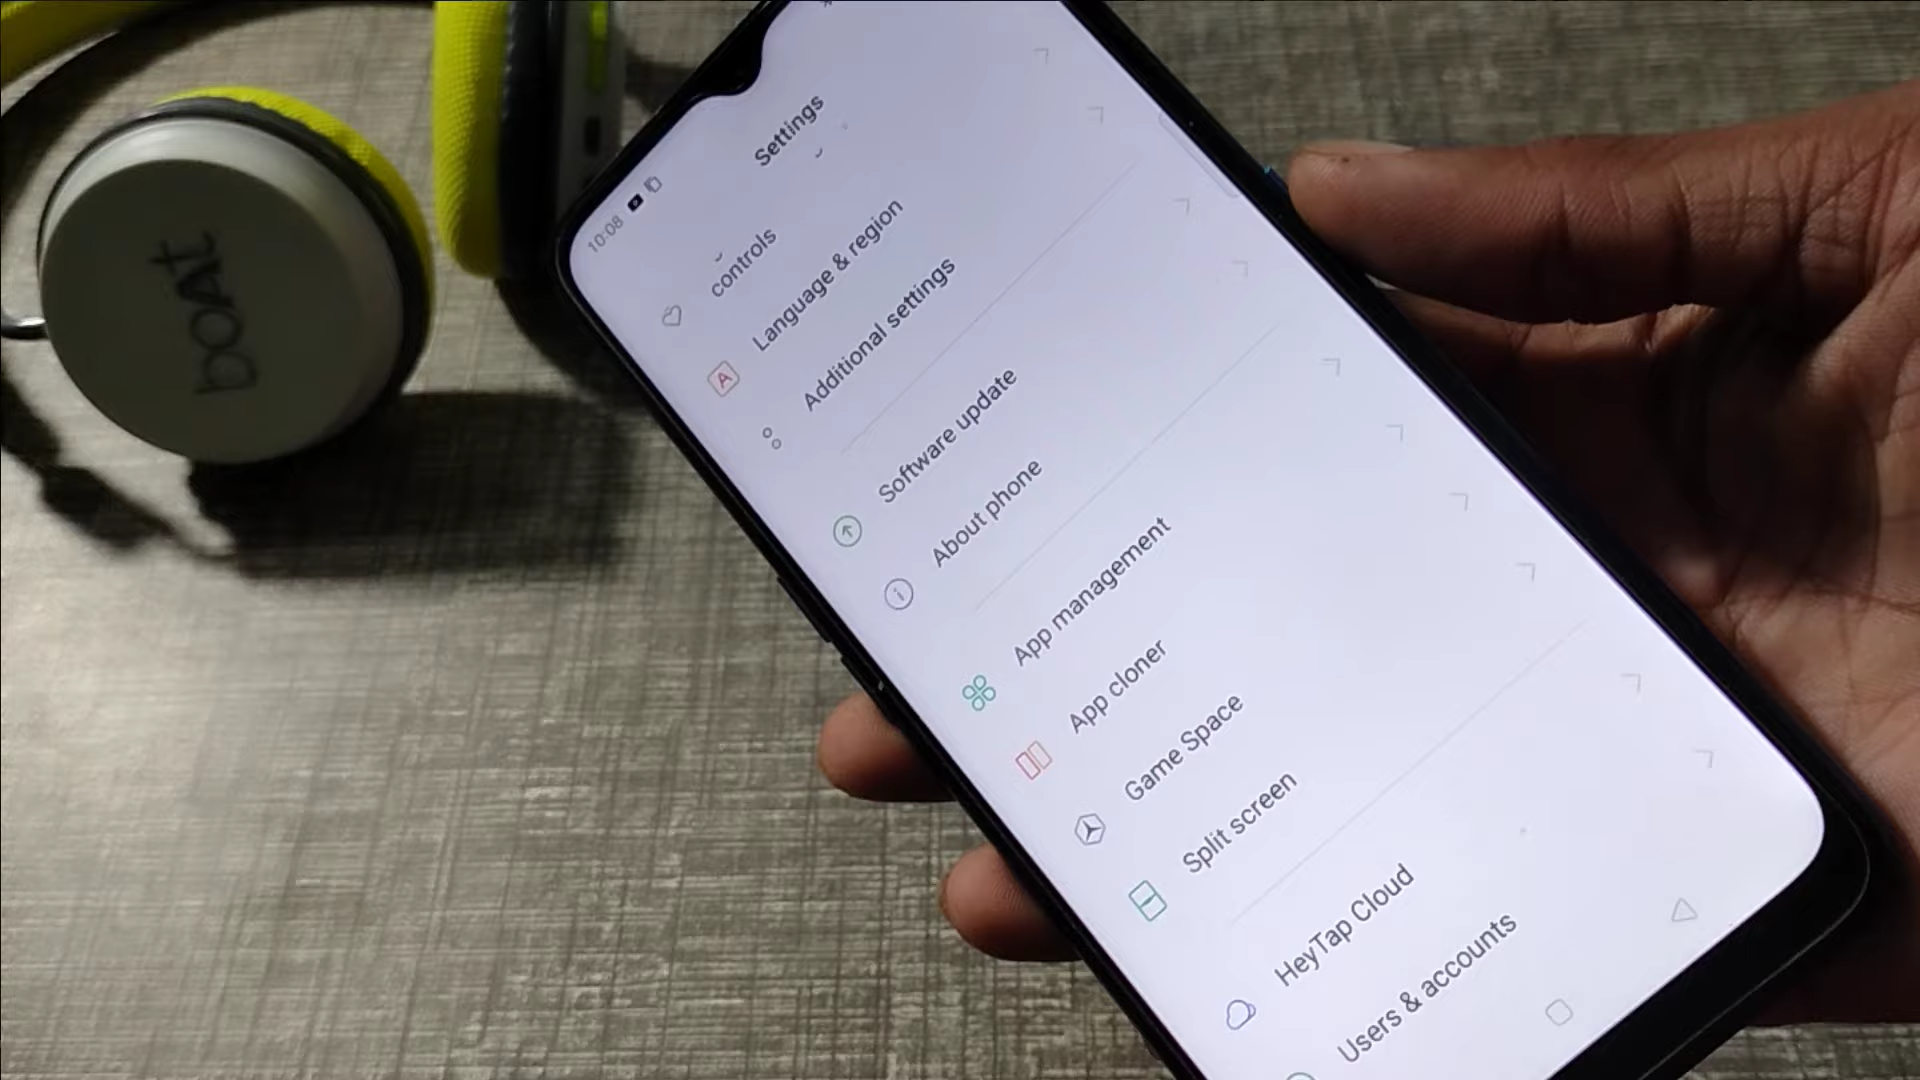 boAt
Settings
10:08
controls
Language & region
Additional settings
Software update
About phone
App management
App cloner
Game Space
Split screen
HeyTap Cloud
Users & accounts